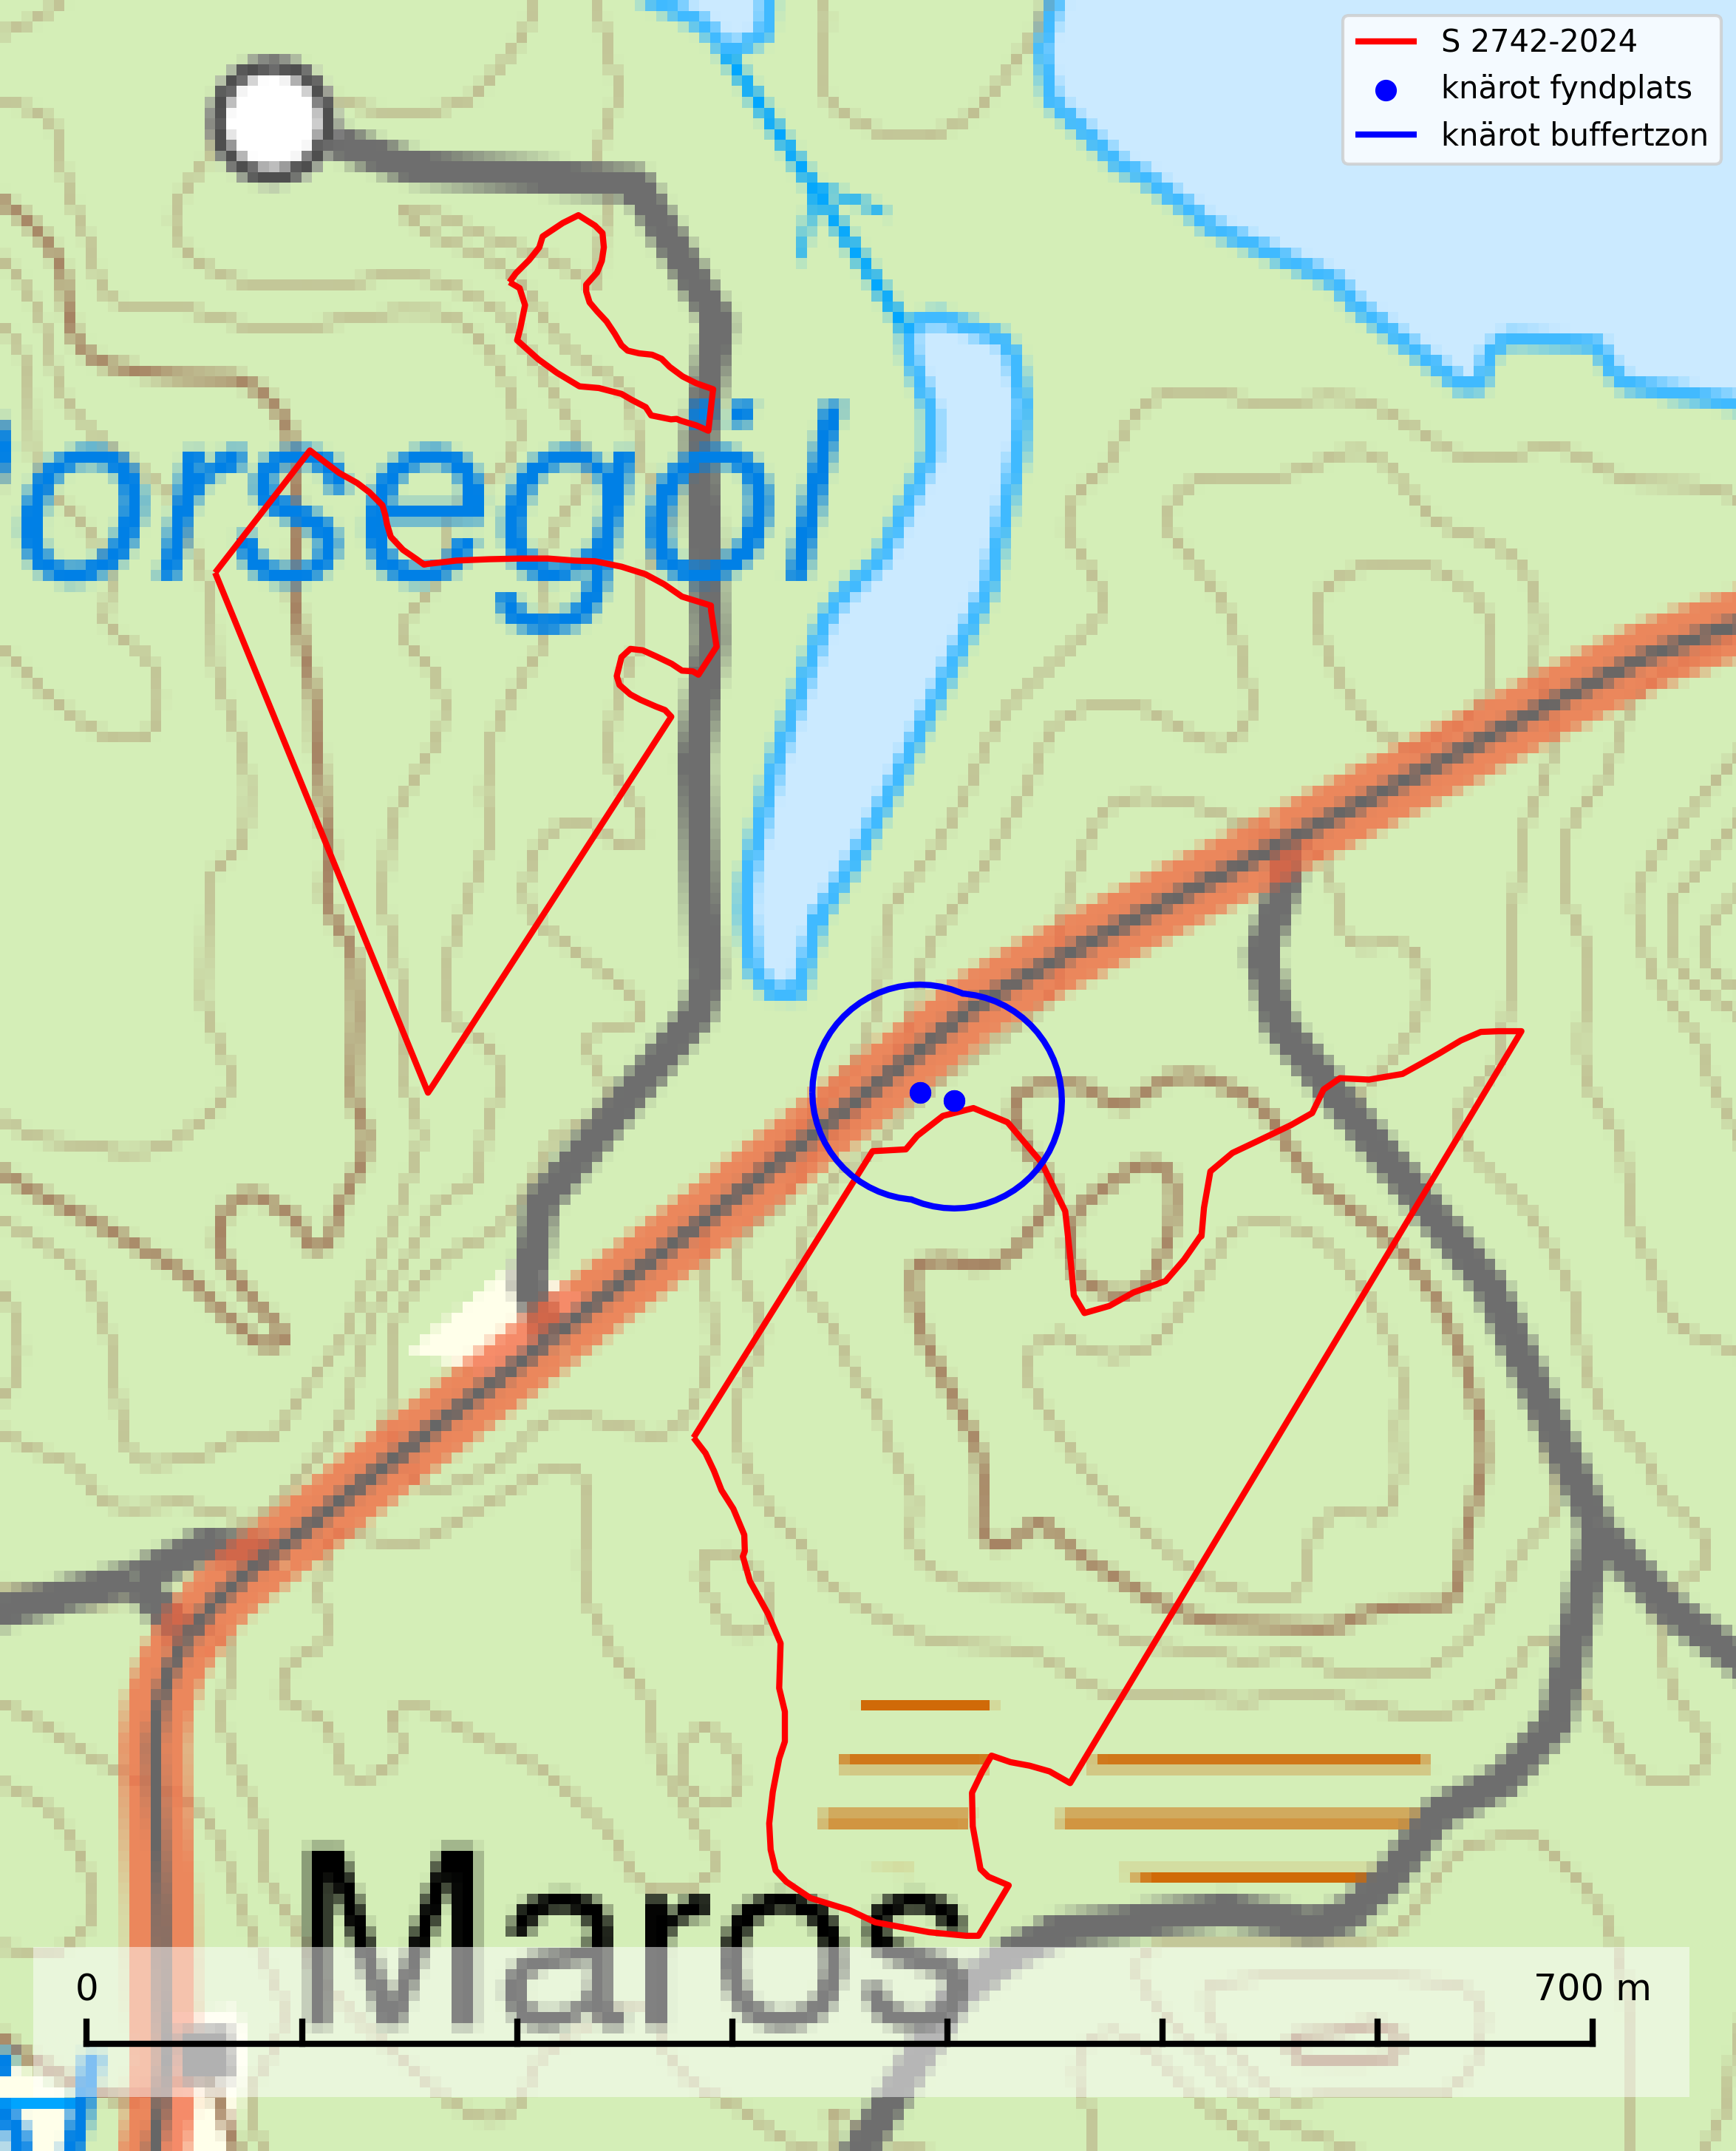 S 2742-2024
knärot fyndplats
knärot buffertzon
orsegöl
Maros
0 700 m